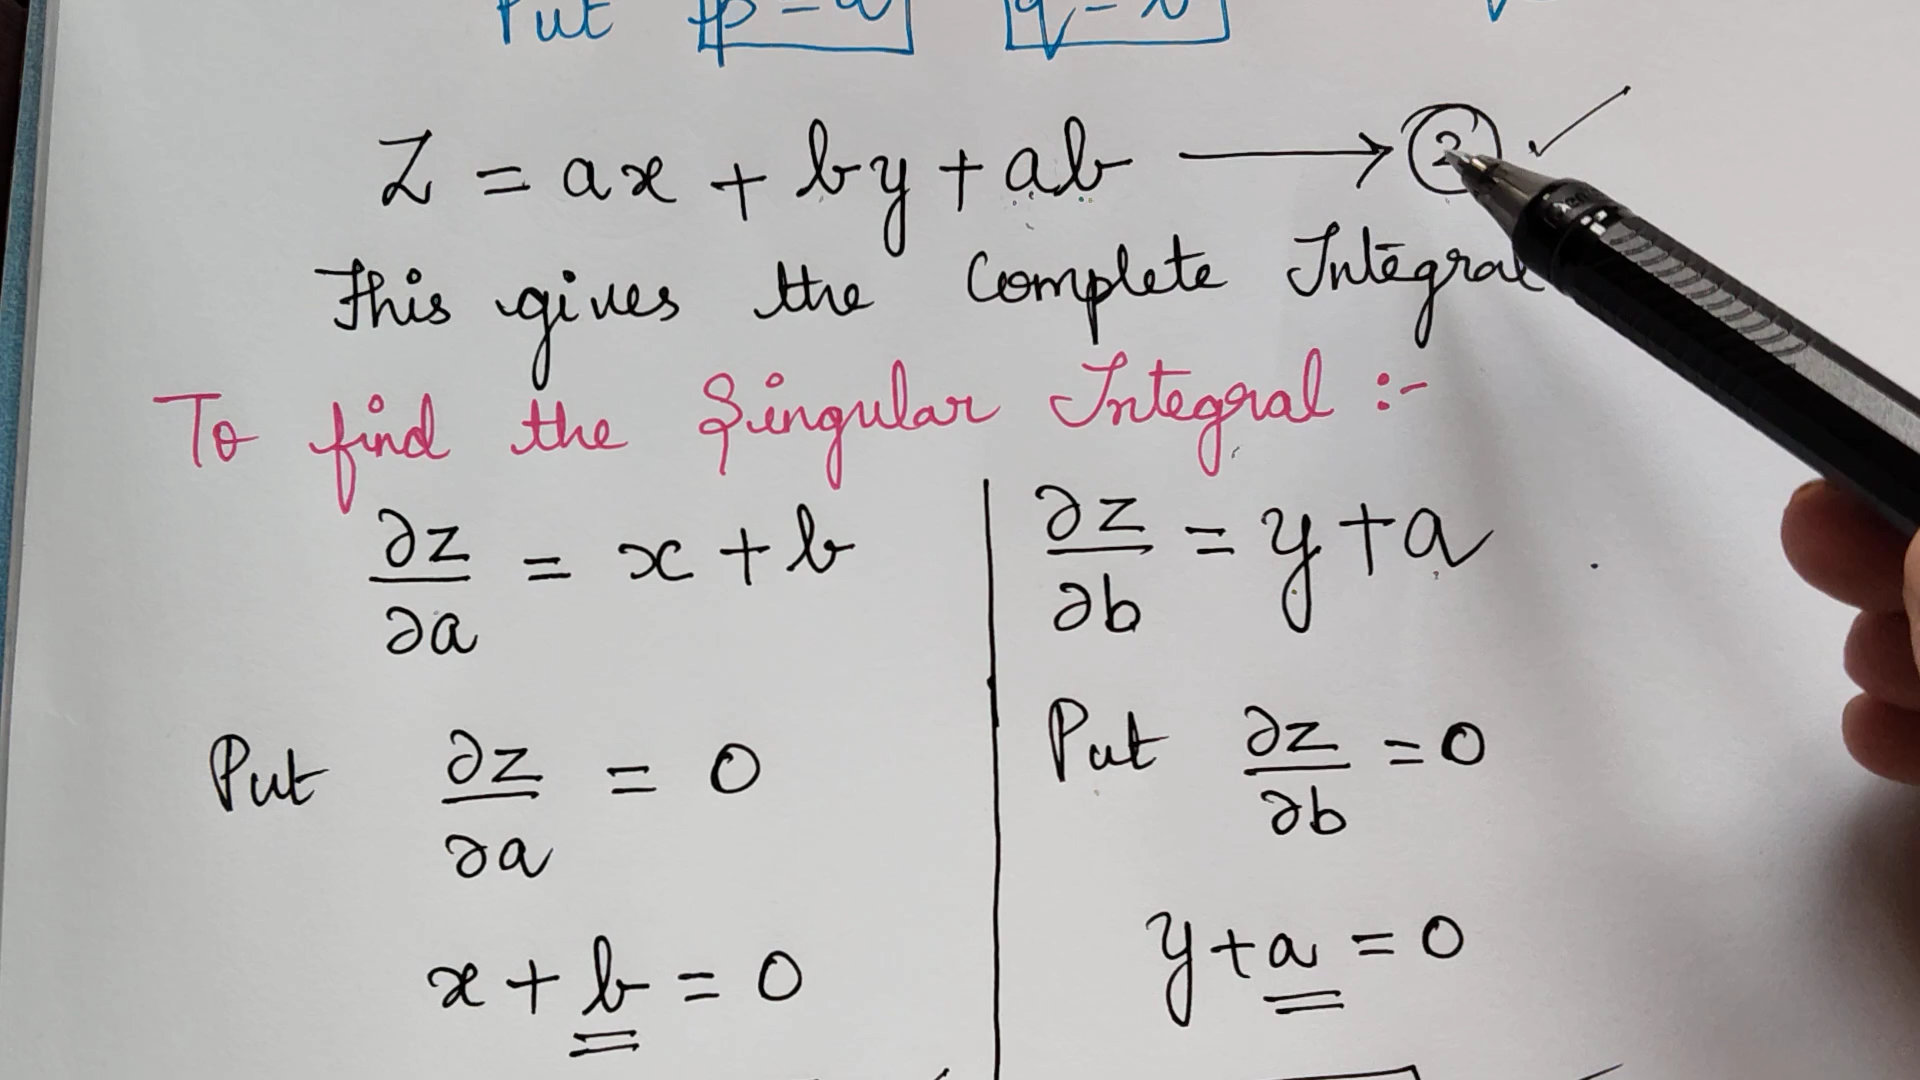 Put p = a q = b
Z = ax + by + ab ⟶ ②✓
This gives the Complete Integral
To find the Singular Integral :-
∂z/∂a = x + b
∂z/∂b = y + a
Put ∂z/∂a = 0
Put ∂z/∂b = 0
x + b = 0
y + a = 0